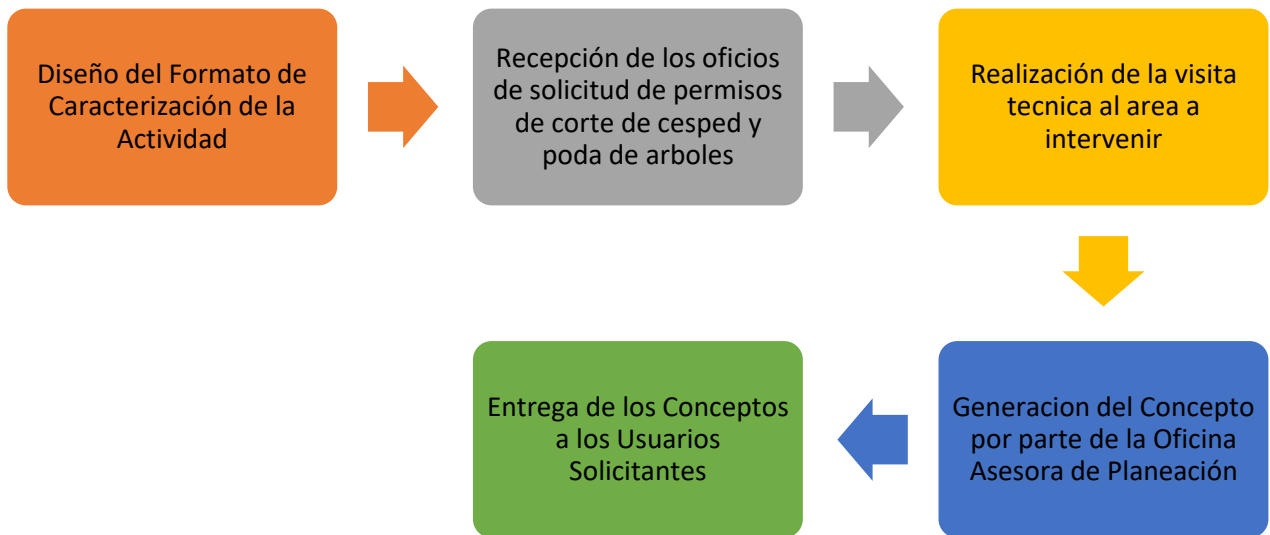 Diseño del Formato de
Caracterización de la
Actividad
Recepción de los oficios
de solicitud de permisos
de corte de cesped y
poda de arboles
Realización de la visita
tecnica al area a
intervenir
Generacion del Concepto
por parte de la Oficina
Asesora de Planeación
Entrega de los Conceptos
a los Usuarios
Solicitantes